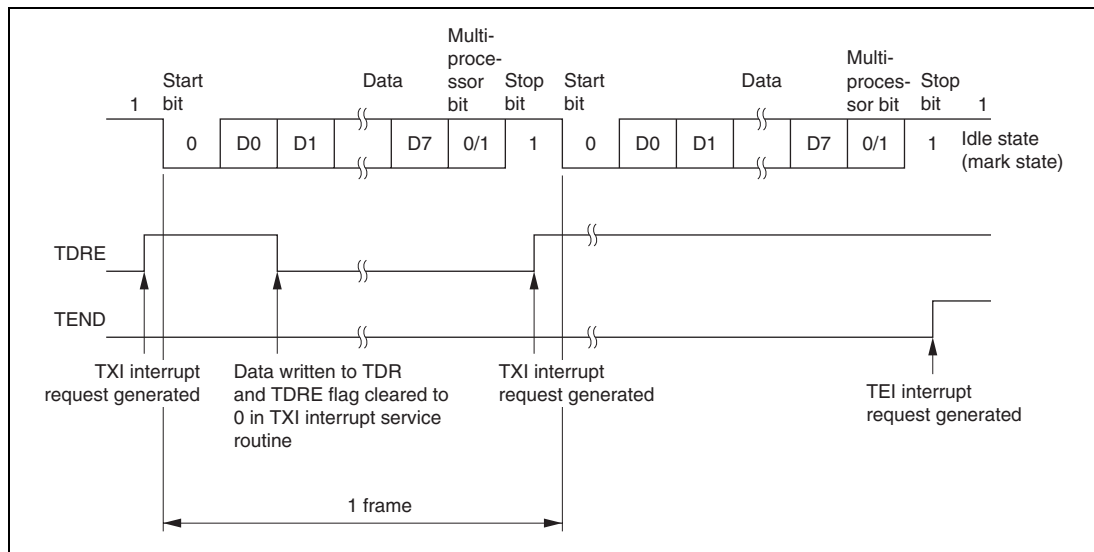 1
Start
bit
Data
Multi-
proce-
ssor
bit
Stop
bit
Start
bit
Data
Multi-
proces-
sor bit
Stop
bit
1
0 D0 D1 D7 0/1 1 0 D0 D1 D7 0/1 1
Idle state
(mark state)
TDRE
TEND
TXI interrupt
request generated
Data written to TDR
and TDRE flag cleared to
0 in TXI interrupt service
routine
TXI interrupt
request generated
TEI interrupt
request generated
1 frame